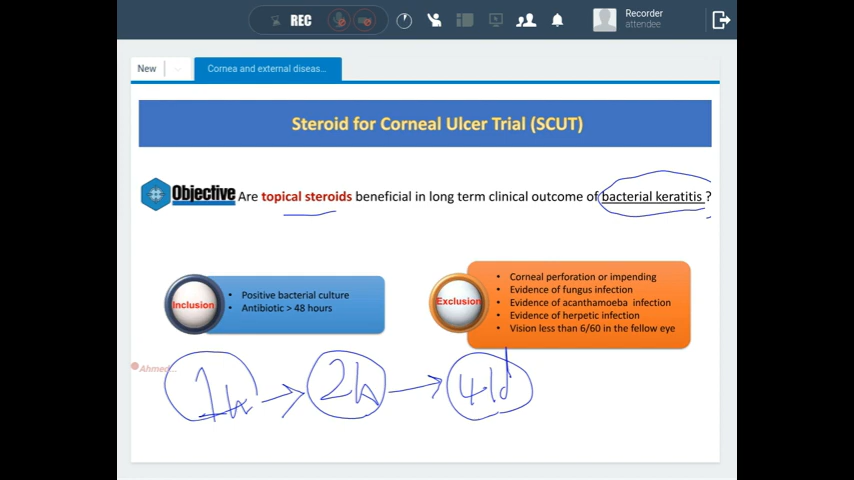 REC
Recorder
attendee
New
Cornea and external diseas...
Steroid for Corneal Ulcer Trial (SCUT)
Objective Are topical steroids beneficial in long term clinical outcome of bacterial keratitis ?
Inclusion
• Positive bacterial culture
• Antibiotic > 48 hours
Exclusion
• Corneal perforation or impending
• Evidence of fungus infection
• Evidence of acanthamoeba infection
• Evidence of herpetic infection
• Vision less than 6/60 in the fellow eye
Ahmed...
1h → 2h →